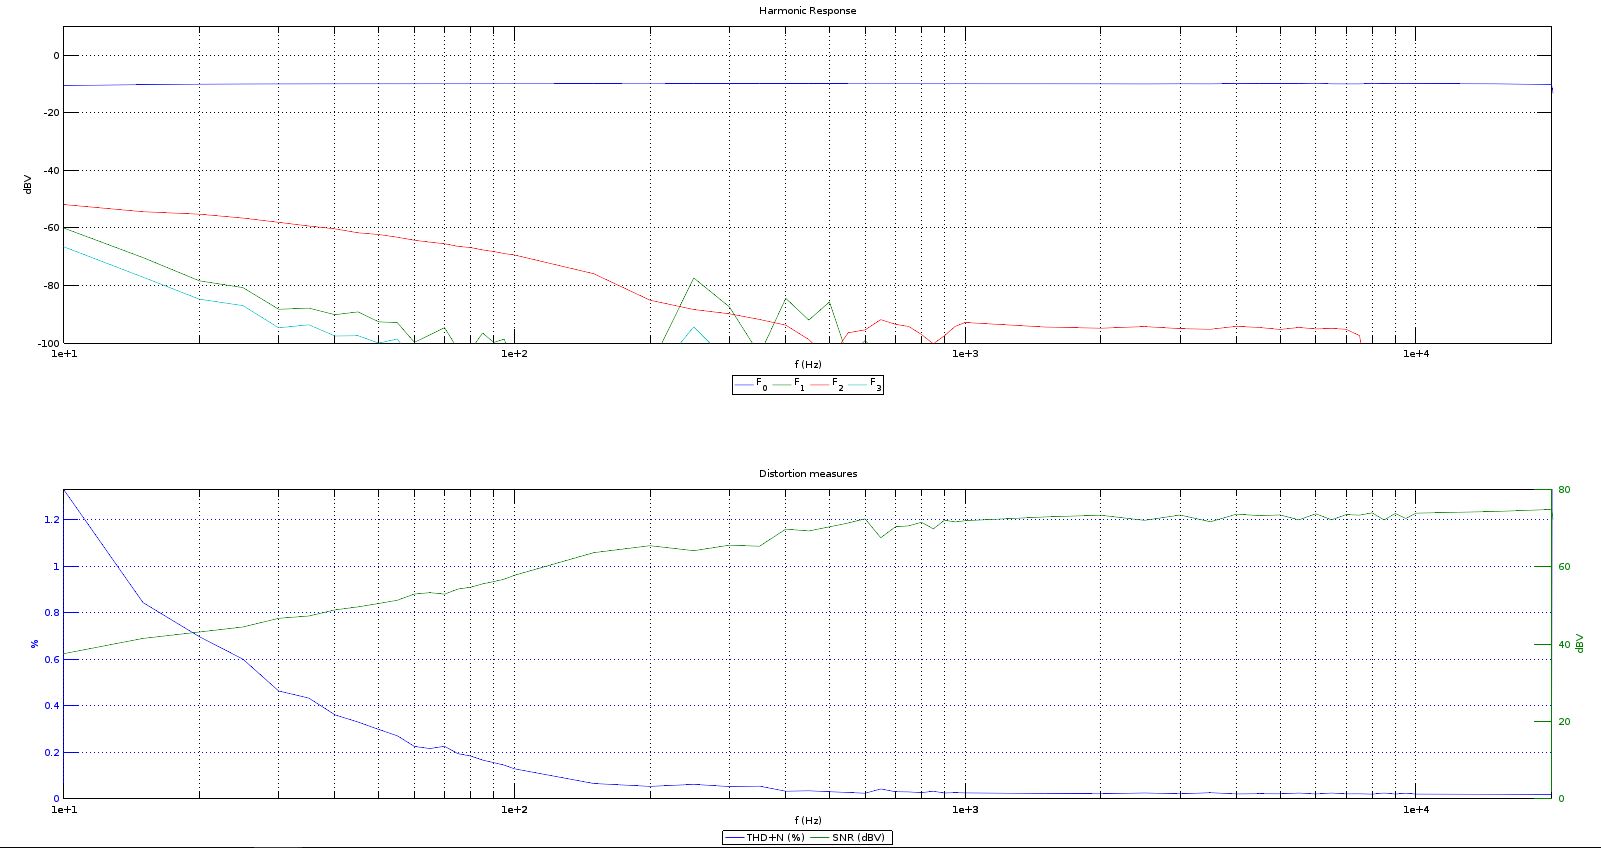 Harmonic Response
0
-20
-40
-60
-80
-100
dBV
1e+1 1e+2 1e+3 1e+4
f (Hz)
F0 F1 F2 F3
Distortion measures
1.2
1
0.8
0.6
0.4
0.2
0
%
80
60
40
20
0
dBV
1e+1 1e+2 1e+3 1e+4
f (Hz)
THD+N (%) SNR (dBV)